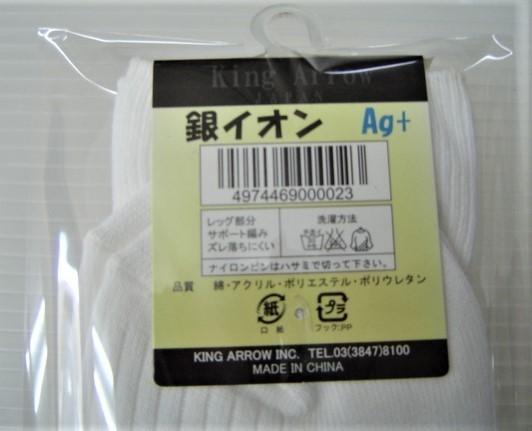 King Arrow
JAPAN
銀イオン Ag+
4974469000023
レッグ部分
サポート編み
ズレ落ちにくい
洗濯方法
ナイロンピンはハサミで切って下さい。
品質 綿・アクリル・ポリエステル・ポリウレタン
紙 プラ
口紙 フック:PP
KING ARROW INC. TEL.03(3847)8100
MADE IN CHINA